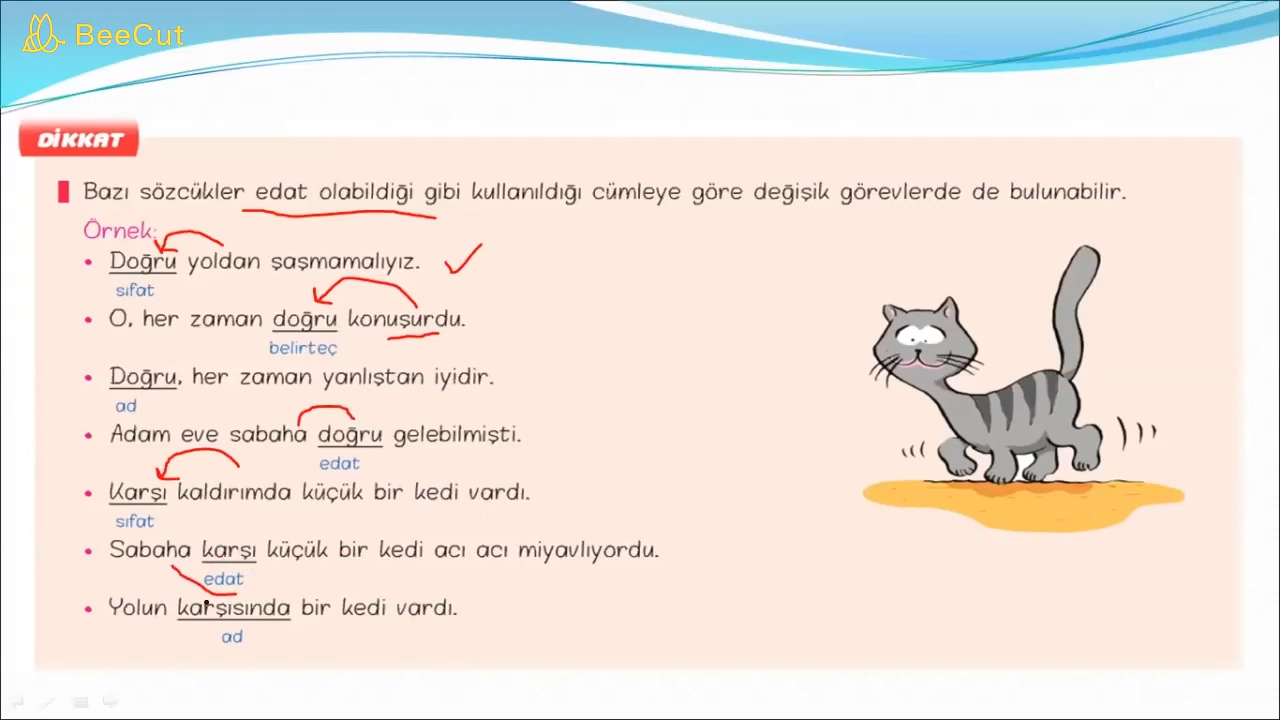 BeeCut
DİKKAT
Bazı sözcükler edat olabildiği gibi kullanıldığı cümleye göre değişik görevlerde de bulunabilir.
Örnek:
• Doğru yoldan şaşmamalıyız.
sıfat
• O, her zaman doğru konuşurdu.
belirteç
• Doğru, her zaman yanlıştan iyidir.
ad
• Adam eve sabaha doğru gelebilmişti.
edat
• Karşı kaldırımda küçük bir kedi vardı.
sıfat
• Sabaha karşı küçük bir kedi acı acı miyavlıyordu.
edat
• Yolun karşısında bir kedi vardı.
ad